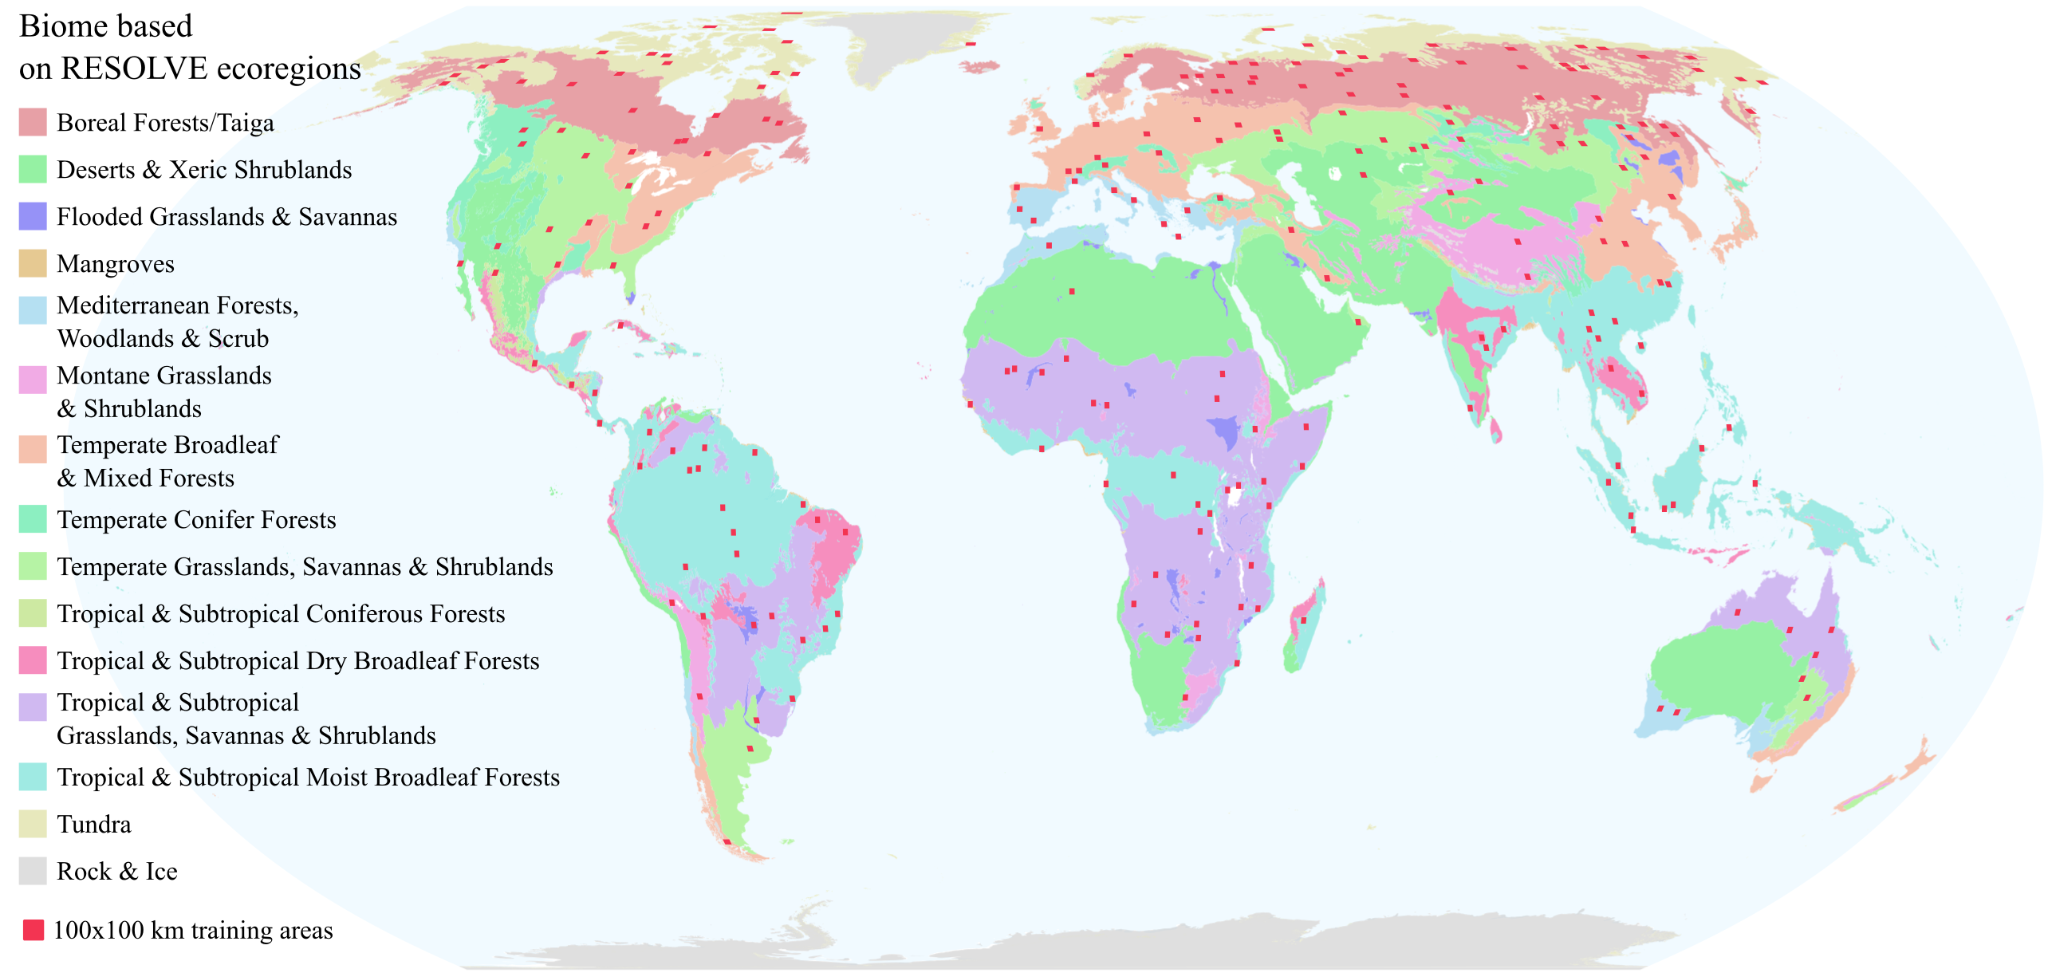 Biome based
on RESOLVE ecoregions
Boreal Forests/Taiga
Deserts & Xeric Shrublands
Flooded Grasslands & Savannas
Mangroves
Mediterranean Forests,
Woodlands & Scrub
Montane Grasslands
& Shrublands
Temperate Broadleaf
& Mixed Forests
Temperate Conifer Forests
Temperate Grasslands, Savannas & Shrublands
Tropical & Subtropical Coniferous Forests
Tropical & Subtropical Dry Broadleaf Forests
Tropical & Subtropical
Grasslands, Savannas & Shrublands
Tropical & Subtropical Moist Broadleaf Forests
Tundra
Rock & Ice
100x100 km training areas